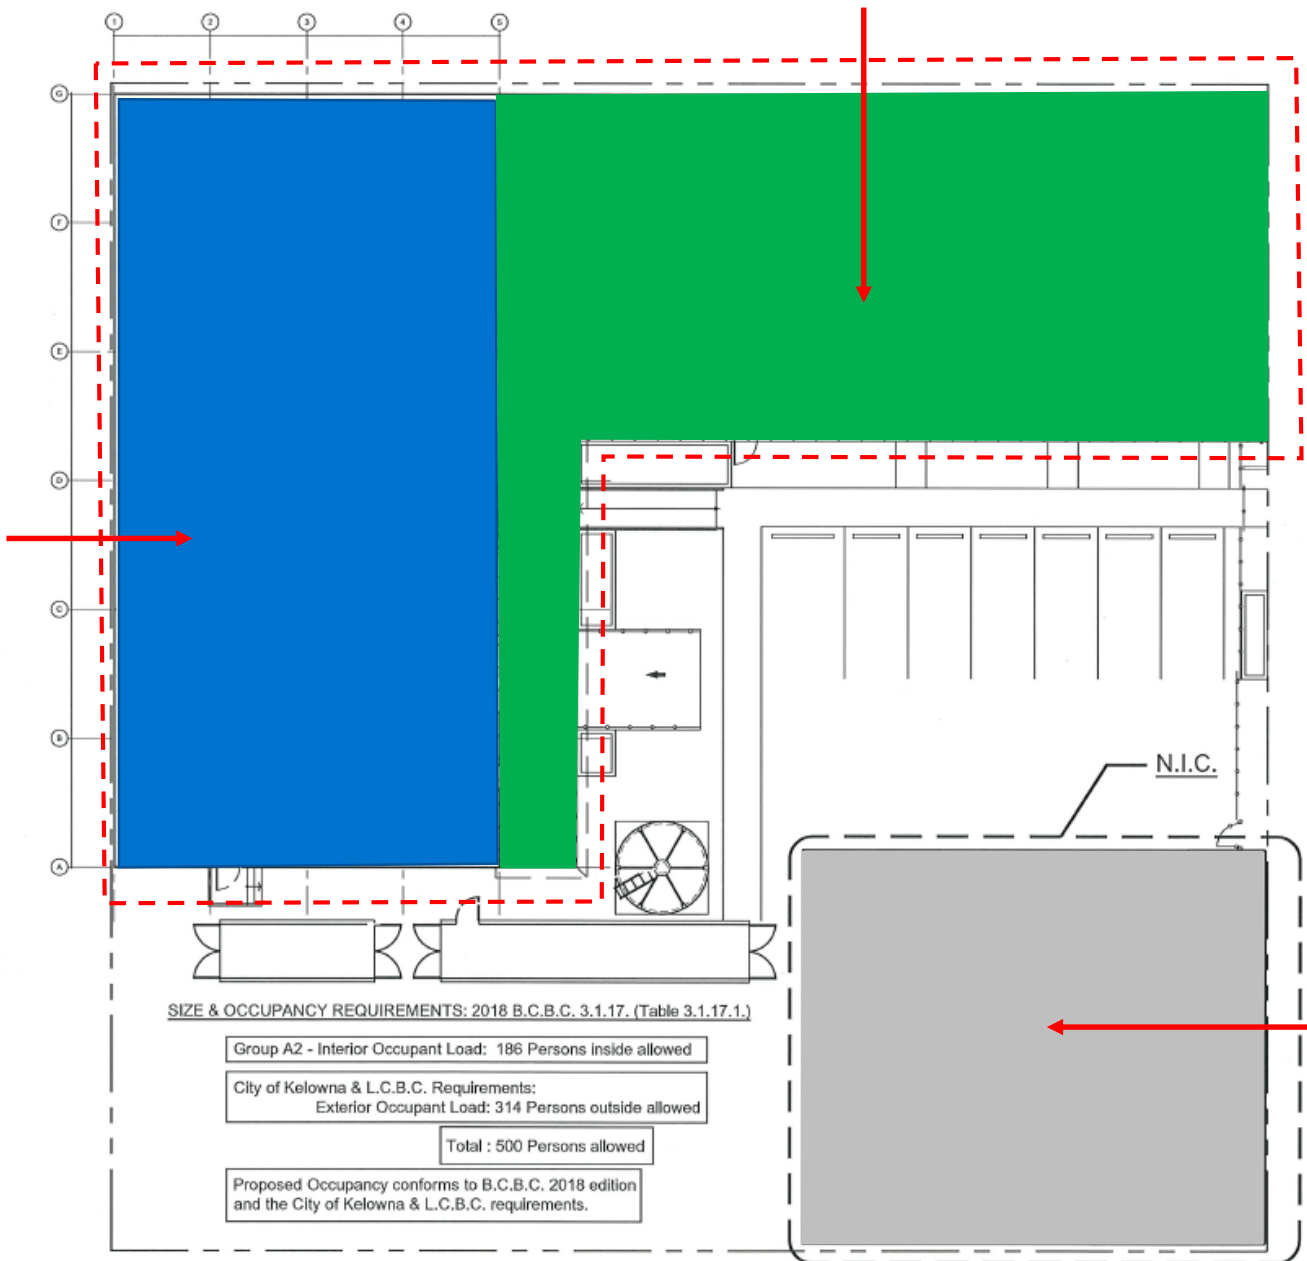 1 2 3 4 5
G
F
E
D
C
B
A
N.I.C.
SIZE & OCCUPANCY REQUIREMENTS: 2018 B.C.B.C. 3.1.17. (Table 3.1.17.1.)
Group A2 - Interior Occupant Load: 186 Persons inside allowed
City of Kelowna & L.C.B.C. Requirements:
Exterior Occupant Load: 314 Persons outside allowed
Total : 500 Persons allowed
Proposed Occupancy conforms to B.C.B.C. 2018 edition
and the City of Kelowna & L.C.B.C. requirements.